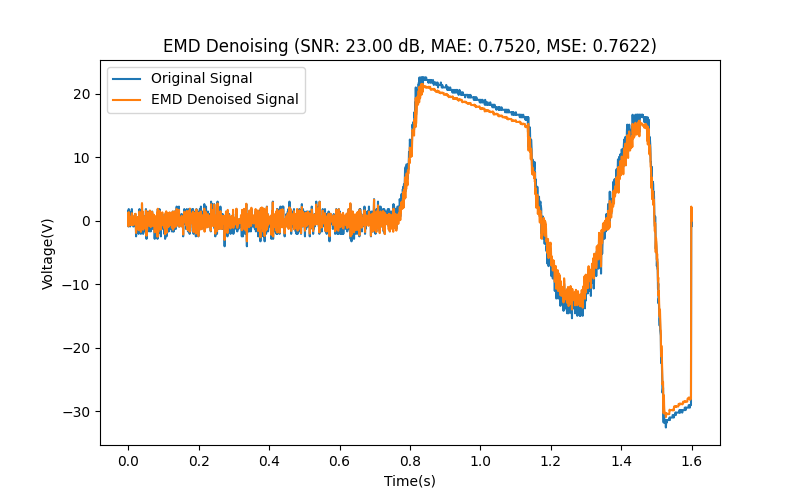 EMD Denoising (SNR: 23.00 dB, MAE: 0.7520, MSE: 0.7622)
Original Signal
EMD Denoised Signal
Voltage(V)
20
10
0
−10
−20
−30
0.0 0.2 0.4 0.6 0.8 1.0 1.2 1.4 1.6
Time(s)